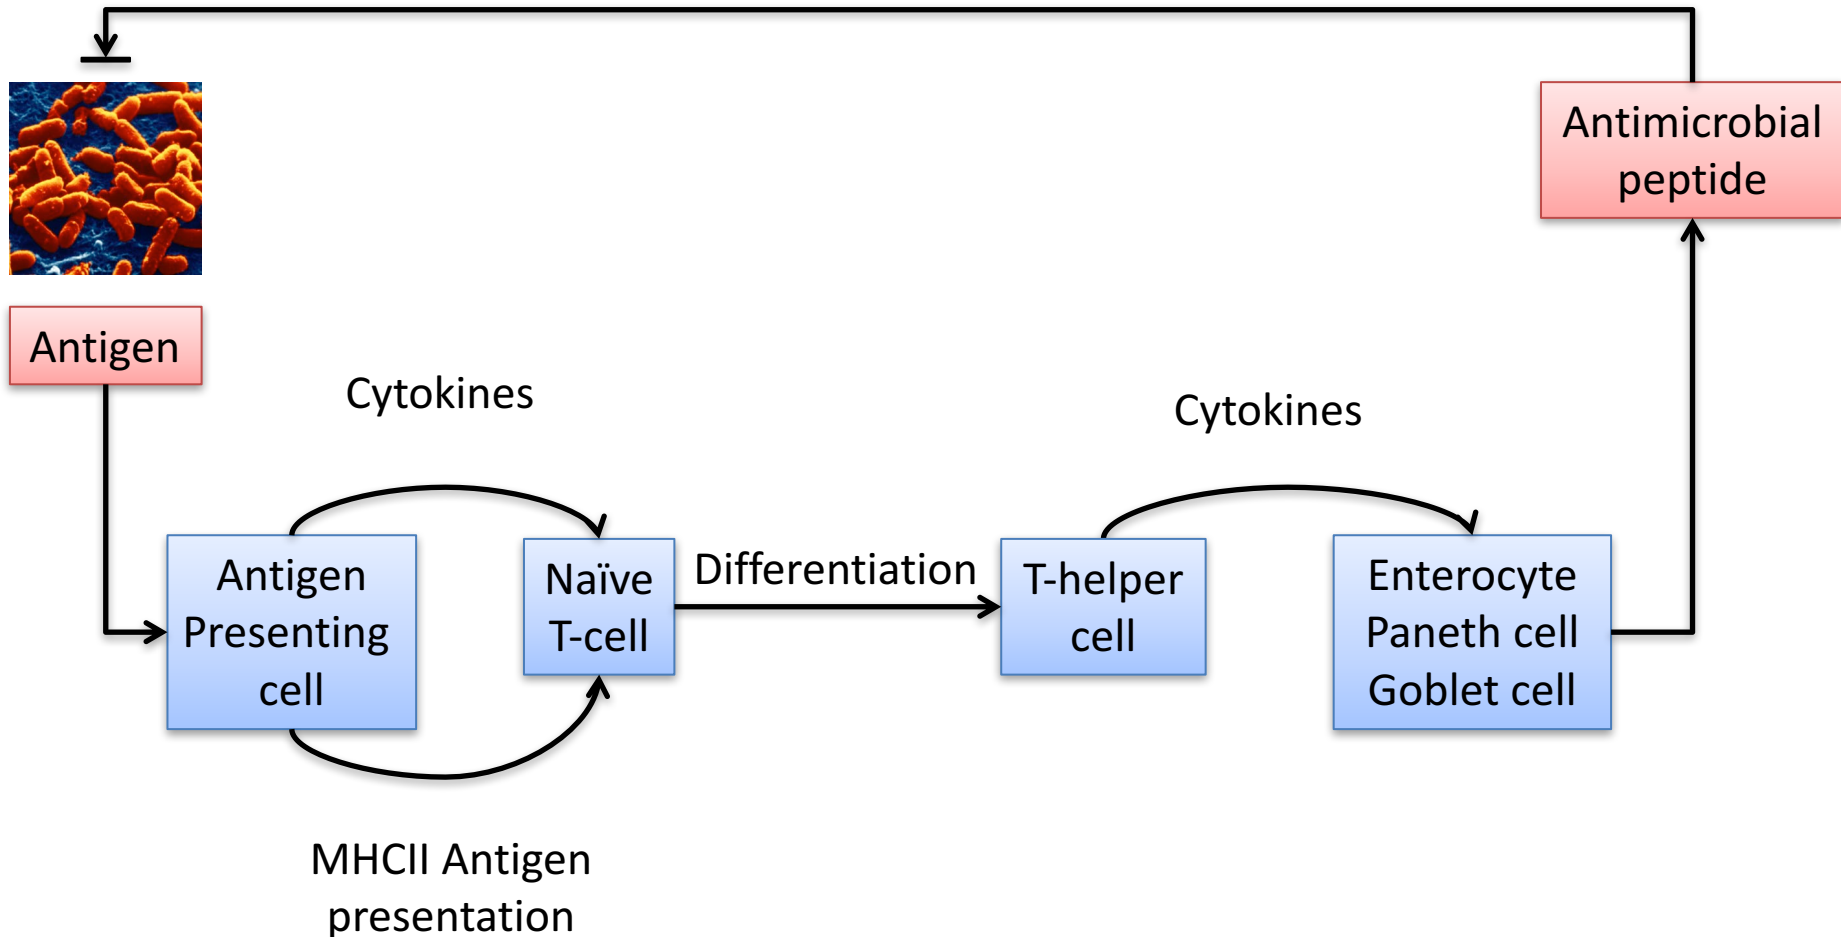 Antimicrobial
peptide
Antigen
Cytokines
Cytokines
Antigen
Presenting
cell
Naïve
T-cell
Differentiation
T-helper
cell
Enterocyte
Paneth cell
Goblet cell
MHCII Antigen
presentation